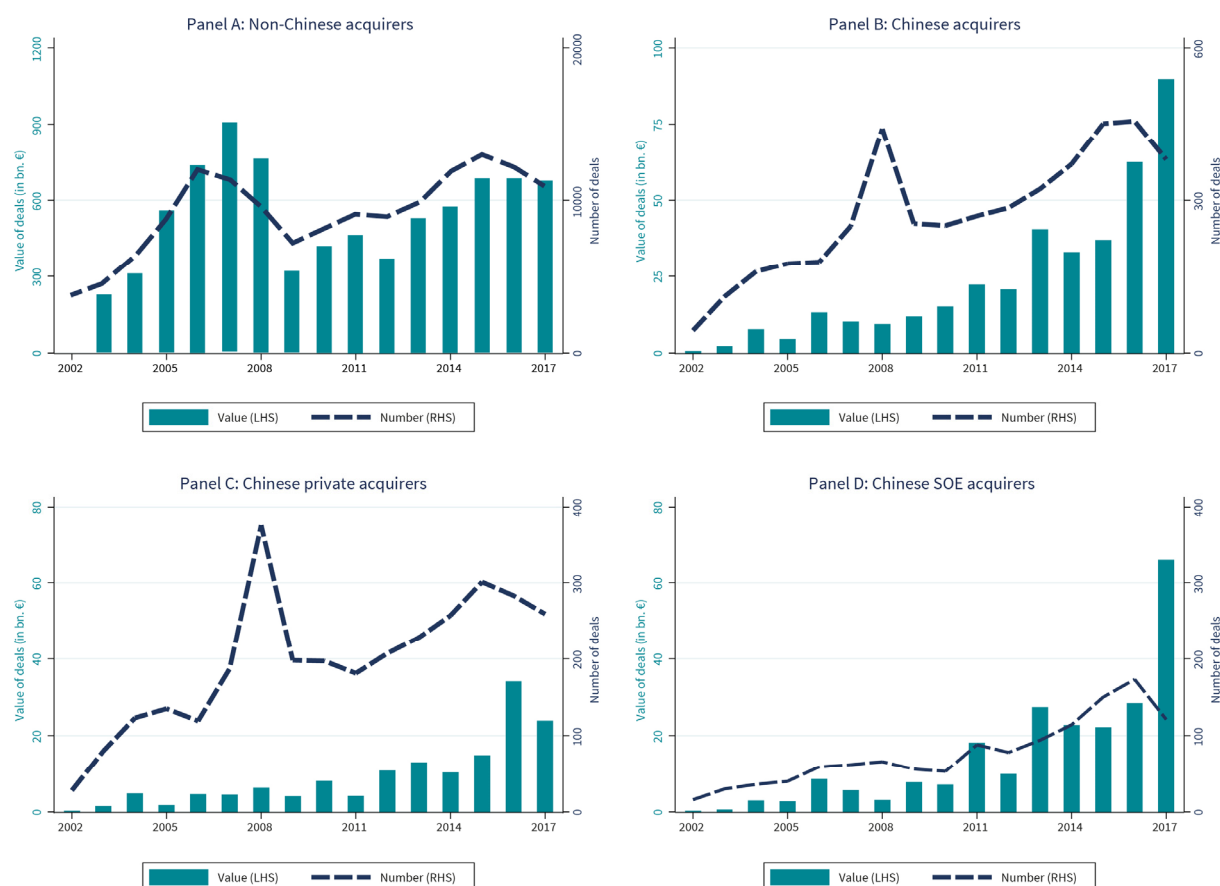 Panel A: Non-Chinese acquirers
Value of deals (in bn. €)
1200
900
600
300
0
20000
10000
0
Number of deals
2002 2005 2008 2011 2014 2017
Value (LHS) Number (RHS)
Panel B: Chinese acquirers
Value of deals (in bn. €)
100
75
50
25
0
600
300
0
Number of deals
2002 2005 2008 2011 2014 2017
Value (LHS) Number (RHS)
Panel C: Chinese private acquirers
Value of deals (in bn. €)
80
60
40
20
0
400
300
200
100
0
Number of deals
2002 2005 2008 2011 2014 2017
Value (LHS) Number (RHS)
Panel D: Chinese SOE acquirers
Value of deals (in bn. €)
80
60
40
20
0
400
300
200
100
0
Number of deals
2002 2005 2008 2011 2014 2017
Value (LHS) Number (RHS)